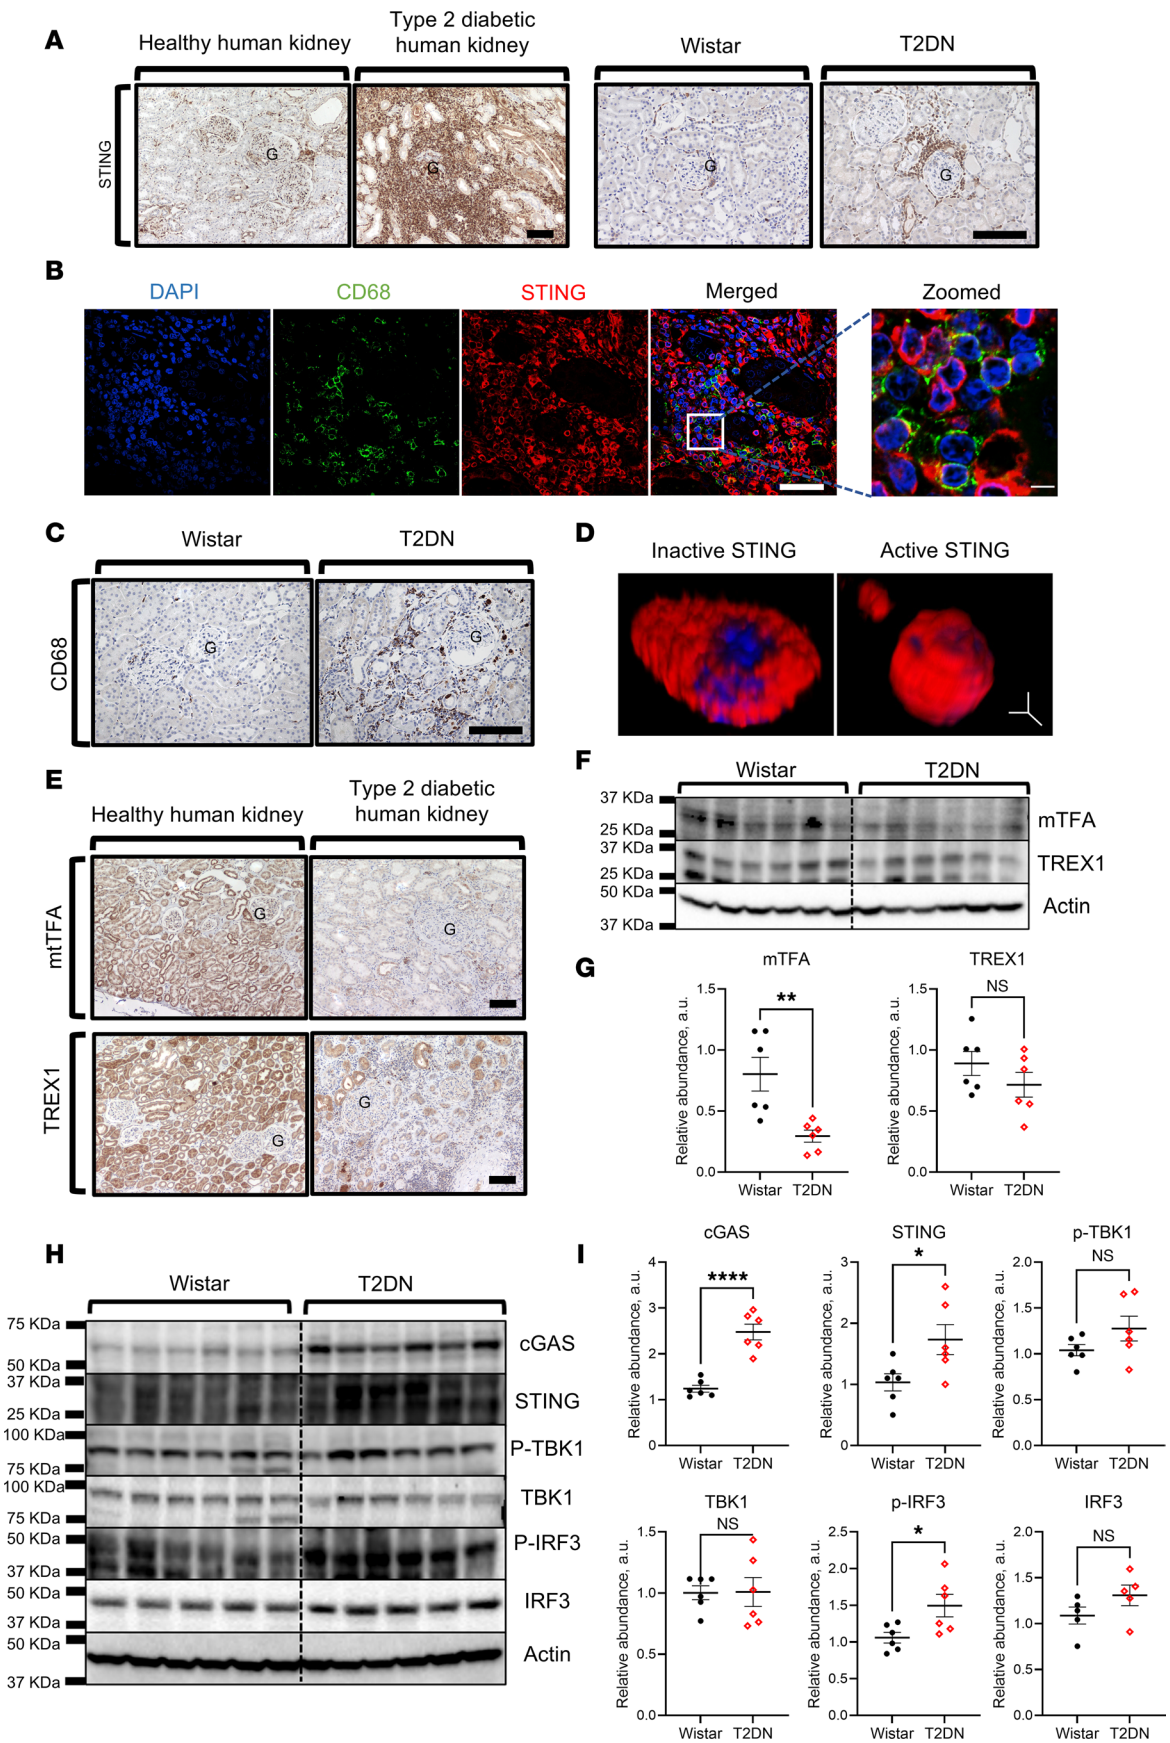 A
Healthy human kidney
Type 2 diabetic
human kidney
Wistar
T2DN
STING
G
G
G
G
B
DAPI
CD68
STING
Merged
Zoomed
C
Wistar
T2DN
CD68
G
G
D
Inactive STING
Active STING
E
Healthy human kidney
Type 2 diabetic
human kidney
mtTFA
G
G
TREX1
G
G
F
Wistar
T2DN
37 KDa
25 KDa
mTFA
37 KDa
25 KDa
TREX1
50 KDa
37 KDa
Actin
G
mTFA
Relative abundance, a.u.
1.5
1.0
0.5
0.0
**
Wistar
T2DN
TREX1
Relative abundance, a.u.
1.5
1.0
0.5
0.0
NS
Wistar
T2DN
H
Wistar
T2DN
75 KDa
50 KDa
cGAS
37 KDa
25 KDa
STING
100 KDa
75 KDa
P-TBK1
100 KDa
75 KDa
TBK1
50 KDa
37 KDa
P-IRF3
50 KDa
37 KDa
IRF3
50 KDa
37 KDa
Actin
I
cGAS
Relative abundance, a.u.
4
3
2
1
0
****
Wistar
T2DN
STING
Relative abundance, a.u.
3
2
1
0
*
Wistar
T2DN
p-TBK1
Relative abundance, a.u.
2.0
1.5
1.0
0.5
0.0
NS
Wistar
T2DN
TBK1
Relative abundance, a.u.
1.5
1.0
0.5
0.0
NS
Wistar
T2DN
p-IRF3
Relative abundance, a.u.
2.5
2.0
1.5
1.0
0.5
0.0
*
Wistar
T2DN
IRF3
Relative abundance, a.u.
2.0
1.5
1.0
0.5
0.0
NS
Wistar
T2DN